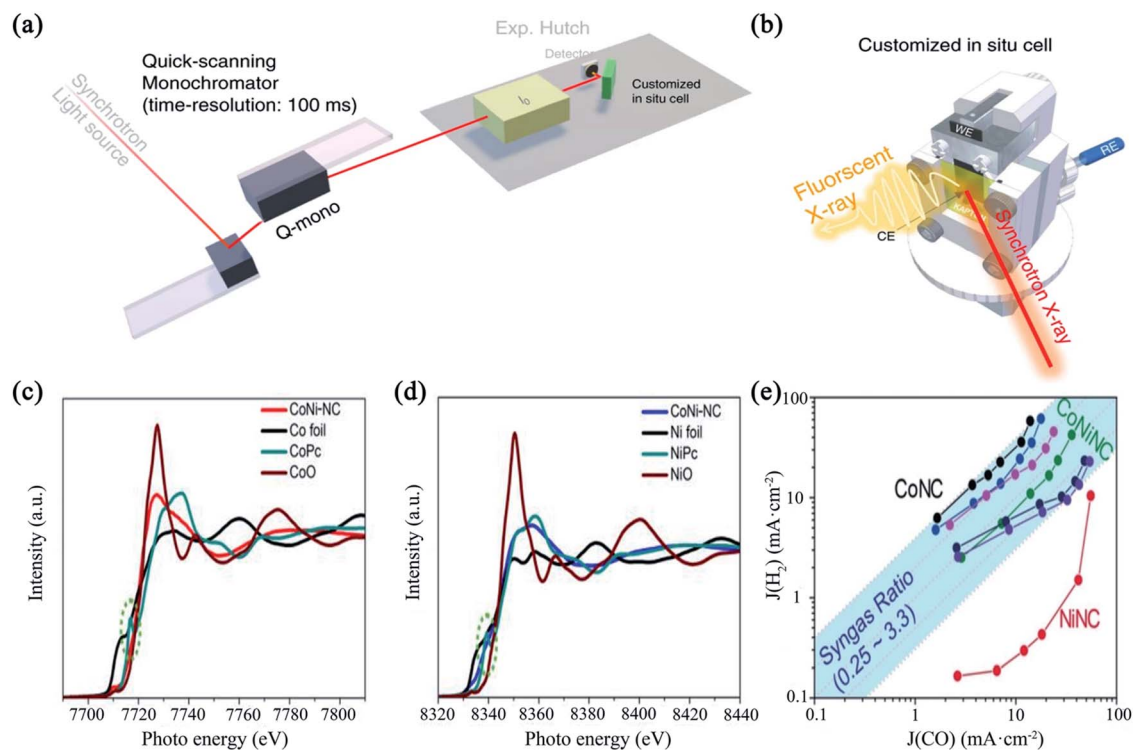 (a)
Exp. Hutch
Detector
Quick-scanning
Monochromator
(time-resolution: 100 ms)
I0
Customized
in situ cell
Synchrotron
Light source
Q-mono
(b)
Customized in situ cell
WE
RE
Fluorscent
X-ray
KAPTON
CE
Synchrotron X-ray
(c)
CoNi-NC
Co foil
CoPc
CoO
Intensity (a.u.)
7700 7720 7740 7760 7780 7800
Photo energy (eV)
(d)
CoNi-NC
Ni foil
NiPc
NiO
Intensity (a.u.)
8320 8340 8360 8380 8400 8420 8440
Photo energy (eV)
(e)
100
10
1
0.1
J(H2) (mA·cm-2)
CoNiNC
CoNC
NiNC
Syngas Ratio
(0.25 ~ 3.3)
0.1 1 10 100
J(CO) (mA·cm-2)